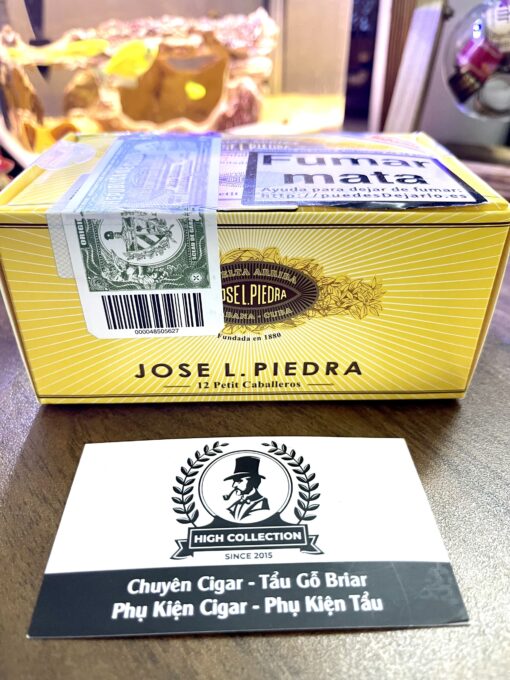 Fumar
mata
Ayuda para dejar de fumar:
http://puedesDejarlo.es
000048505627
VUELTA ARRIBA
JOSE L. PIEDRA
HABANA - CUBA
Fundada en 1880
JOSE L. PIEDRA
12 Petit Caballeros
HIGH COLLECTION
SINCE 2015
Chuyên Cigar - Tẩu Gỗ Briar
Phụ Kiện Cigar - Phụ Kiện Tẩu